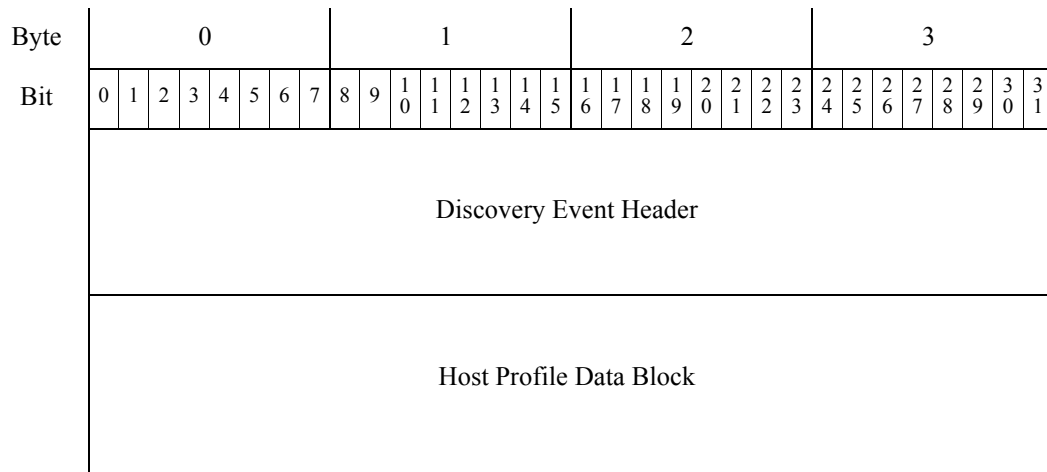 Byte 0 1 2 3
Bit 0 1 2 3 4 5 6 7 8 9 10 11 12 13 14 15 16 17 18 19 20 21 22 23 24 25 26 27 28 29 30 31
Discovery Event Header
Host Profile Data Block